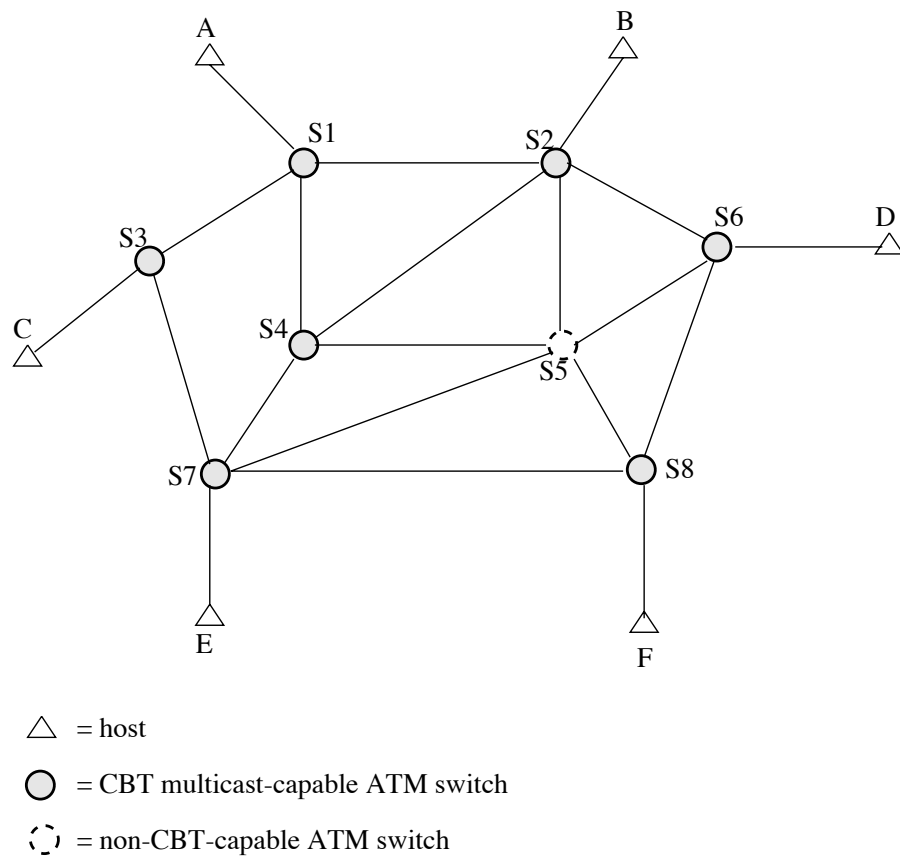 A
B
S1
S2
S6
D
S3
C
S4
S5
S7
S8
E
F
= host
= CBT multicast-capable ATM switch
= non-CBT-capable ATM switch